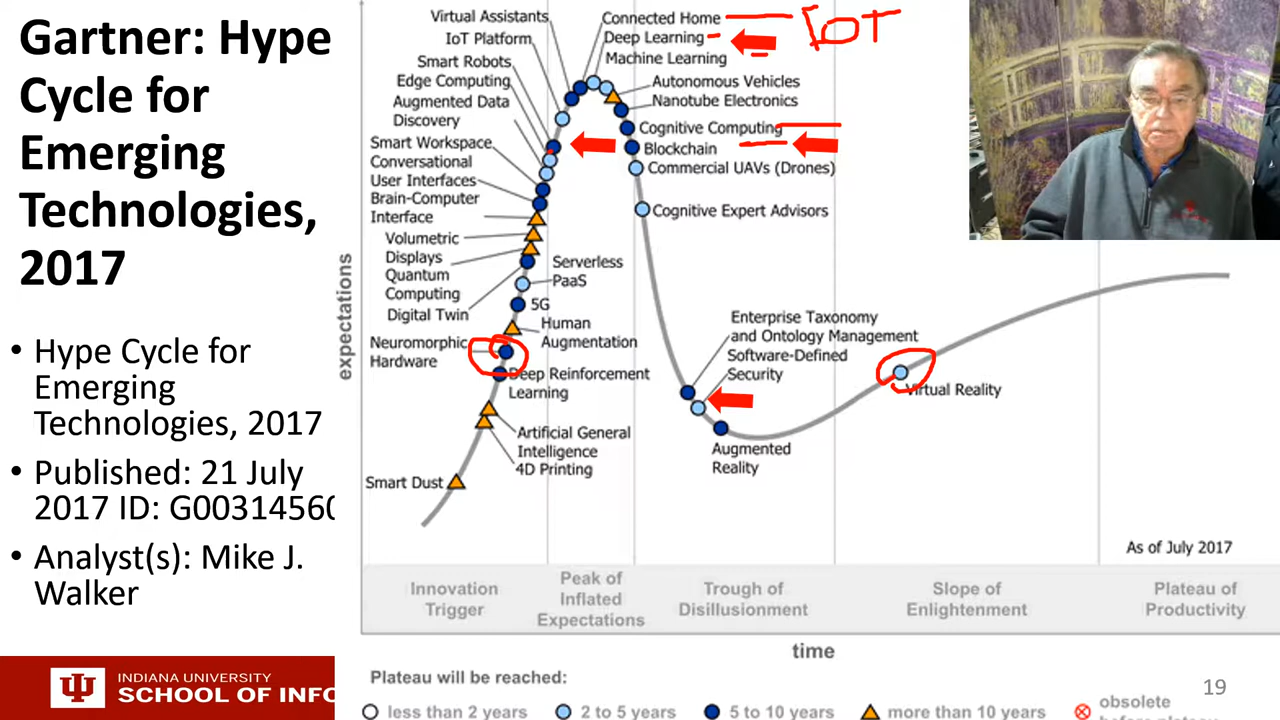 Gartner: Hype
Cycle for
Emerging
Technologies,
2017
• Hype Cycle for
Emerging
Technologies, 2017
• Published: 21 July
2017 ID: G00314560
• Analyst(s): Mike J.
Walker
INDIANA UNIVERSITY
SCHOOL OF INFO
expectations
Virtual Assistants
IoT Platform
Smart Robots
Edge Computing
Augmented Data
Discovery
Smart Workspace
Conversational
User Interfaces
Brain-Computer
Interface
Volumetric
Displays
Quantum
Computing
Digital Twin
Neuromorphic
Hardware
Smart Dust
Serverless
PaaS
5G
Human
Augmentation
Deep Reinforcement
Learning
Artificial General
Intelligence
4D Printing
Connected Home
Deep Learning
Machine Learning
IOT
Autonomous Vehicles
Nanotube Electronics
Cognitive Computing
Blockchain
Commercial UAVs (Drones)
Cognitive Expert Advisors
Enterprise Taxonomy
and Ontology Management
Software-Defined
Security
Augmented
Reality
Virtual Reality
As of July 2017
Innovation
Trigger
Peak of
Inflated
Expectations
Trough of
Disillusionment
Slope of
Enlightenment
Plateau of
Productivity
time
Plateau will be reached:
less than 2 years
2 to 5 years
5 to 10 years
more than 10 years
obsolete
before plateau
19